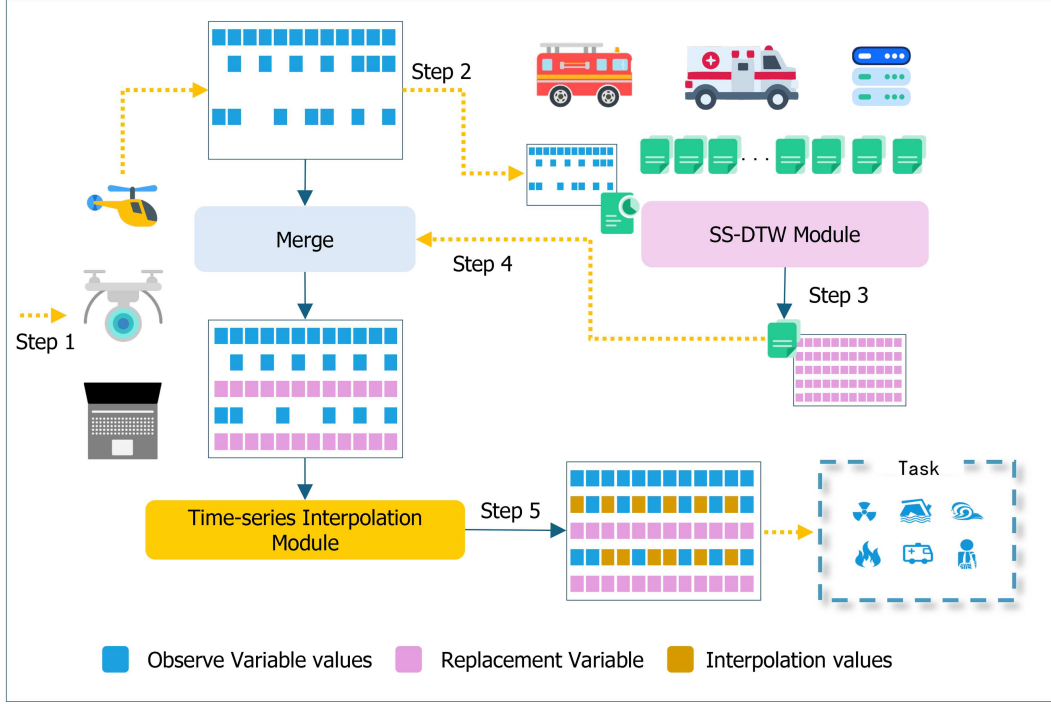 Step 2
Merge
SS-DTW Module
Step 4
Step 3
Step 1
Task
Time-series Interpolation
Module
Step 5
Observe Variable values
Replacement Variable
Interpolation values